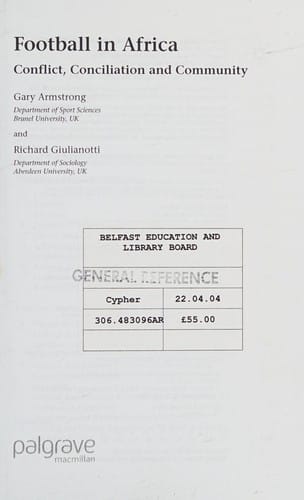 Football in Africa
Conflict, Conciliation and Community
Gary Armstrong
Department of Sport Sciences
Brunel University, UK
and
Richard Giulianotti
Department of Sociology
Aberdeen University, UK
BELFAST EDUCATION AND
LIBRARY BOARD
GENERAL REFERENCE
Cypher 22.04.04
306.483096AR £55.00
palgrave
macmillan